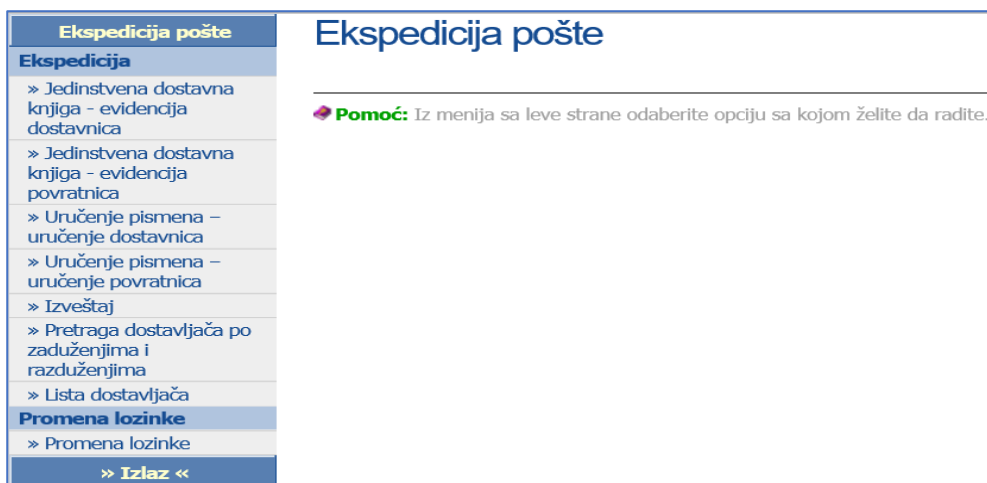 Ekspedicija pošte
Ekspedicija
» Jedinstvena dostavna
knjiga - evidencija
dostavnica
» Jedinstvena dostavna
knjiga - evidencija
povratnica
» Uručenje pismena –
uručenje dostavnica
» Uručenje pismena –
uručenje povratnica
» Izveštaj
» Pretraga dostavljača po
zaduženjima i
razduženjima
» Lista dostavljača
Promena lozinke
» Promena lozinke
» Izlaz «
Ekspedicija pošte
Pomoć: Iz menija sa leve strane odaberite opciju sa kojom želite da radite.